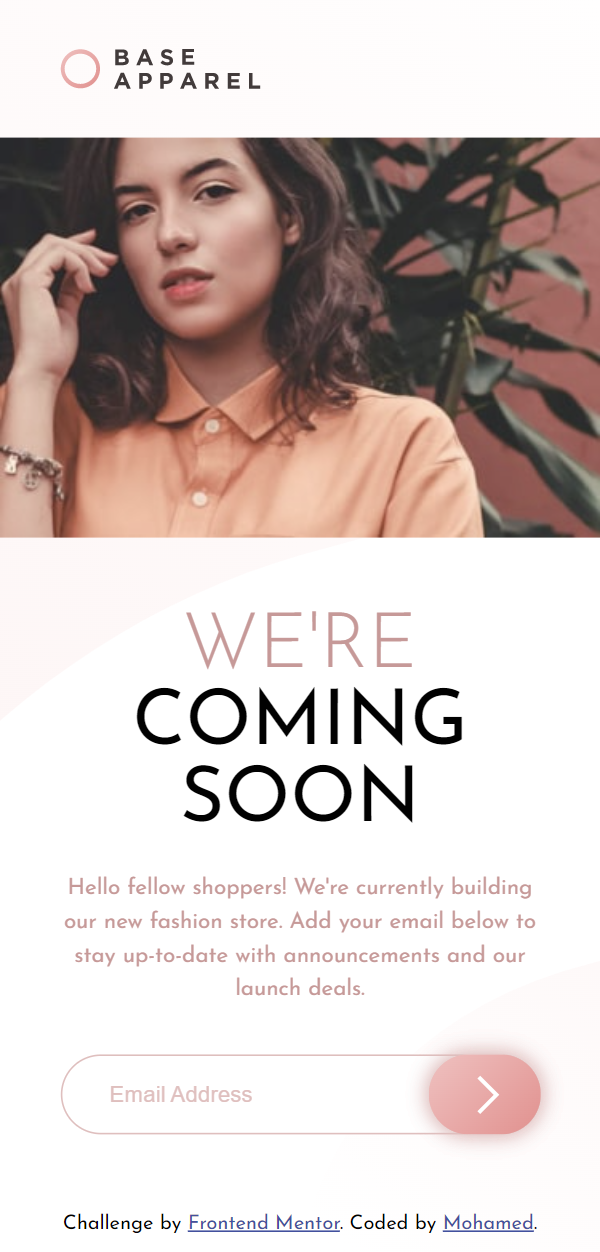 BASE
APPAREL
WE'RE
COMING
SOON
Hello fellow shoppers! We're currently building
our new fashion store. Add your email below to
stay up-to-date with announcements and our
launch deals.
Email Address
Challenge by Frontend Mentor. Coded by Mohamed.